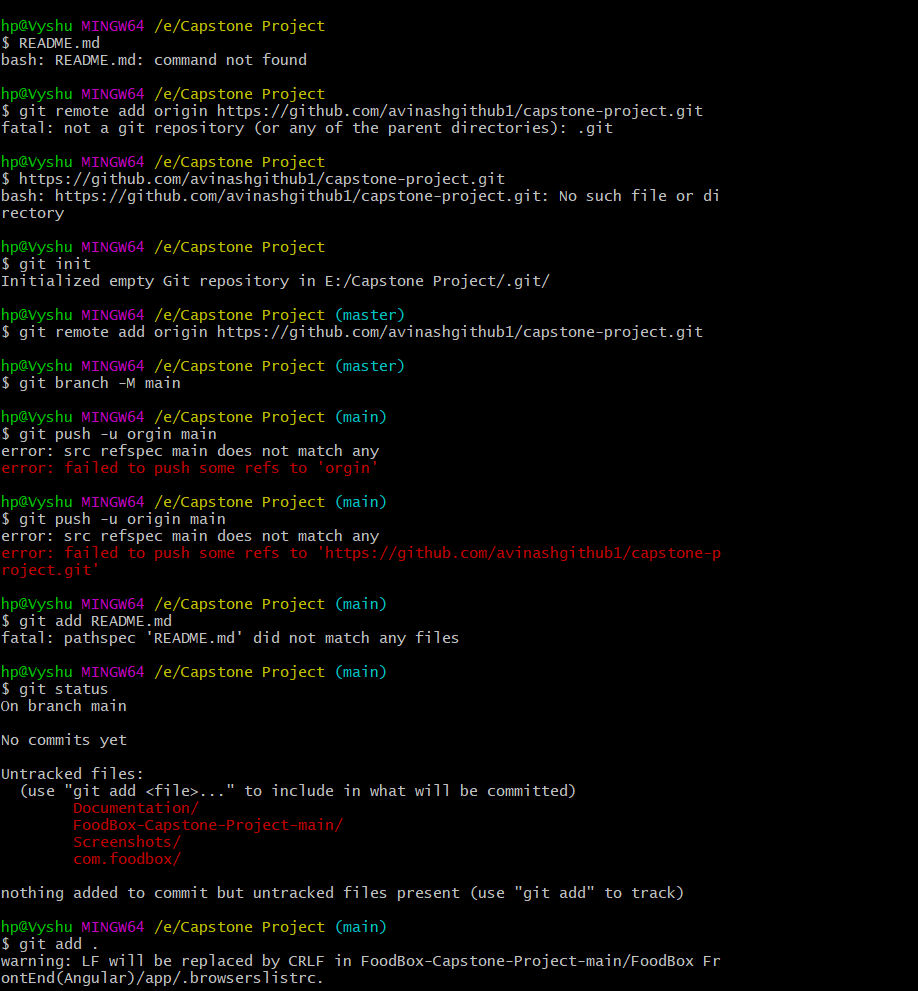 hp@Vyshu MINGW64 /e/Capstone Project
$ README.md
bash: README.md: command not found
hp@Vyshu MINGW64 /e/Capstone Project
$ git remote add origin https://github.com/avinashgithub1/capstone-project.git
fatal: not a git repository (or any of the parent directories): .git
hp@Vyshu MINGW64 /e/Capstone Project
$ https://github.com/avinashgithub1/capstone-project.git
bash: https://github.com/avinashgithub1/capstone-project.git: No such file or di
rectory
hp@Vyshu MINGW64 /e/Capstone Project
$ git init
Initialized empty Git repository in E:/Capstone Project/.git/
hp@Vyshu MINGW64 /e/Capstone Project (master)
$ git remote add origin https://github.com/avinashgithub1/capstone-project.git
hp@Vyshu MINGW64 /e/Capstone Project (master)
$ git branch -M main
hp@Vyshu MINGW64 /e/Capstone Project (main)
$ git push -u orgin main
error: src refspec main does not match any
error: failed to push some refs to 'orgin'
hp@Vyshu MINGW64 /e/Capstone Project (main)
$ git push -u origin main
error: src refspec main does not match any
error: failed to push some refs to 'https://github.com/avinashgithub1/capstone-p
roject.git'
hp@Vyshu MINGW64 /e/Capstone Project (main)
$ git add README.md
fatal: pathspec 'README.md' did not match any files
hp@Vyshu MINGW64 /e/Capstone Project (main)
$ git status
On branch main
No commits yet
Untracked files:
  (use "git add <file>..." to include in what will be committed)
        Documentation/
        FoodBox-Capstone-Project-main/
        Screenshots/
        com.foodbox/
nothing added to commit but untracked files present (use "git add" to track)
hp@Vyshu MINGW64 /e/Capstone Project (main)
$ git add .
warning: LF will be replaced by CRLF in FoodBox-Capstone-Project-main/FoodBox Fr
ontEnd(Angular)/app/.browserslistrc.